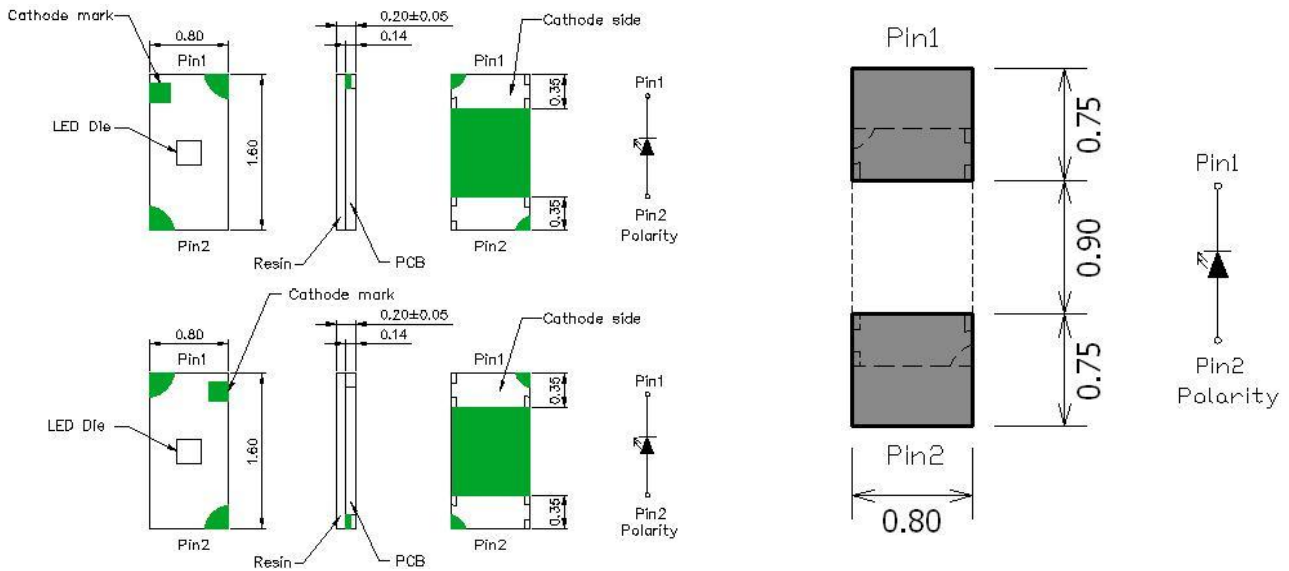 Cathode mark
0.80
Pin1
LED Die
1.60
Pin2
0.20±0.05
0.14
Resin
PCB
Cathode side
Pin1
0.35
0.35
Pin1
Pin2
Polarity
Cathode mark
0.80
Pin1
LED Die
1.60
Pin2
0.20±0.05
0.14
Resin
PCB
Cathode side
Pin1
0.35
0.35
Pin1
Pin2
Polarity
Pin1
0.75
0.90
0.75
Pin2
0.80
Pin1
Pin2
Polarity